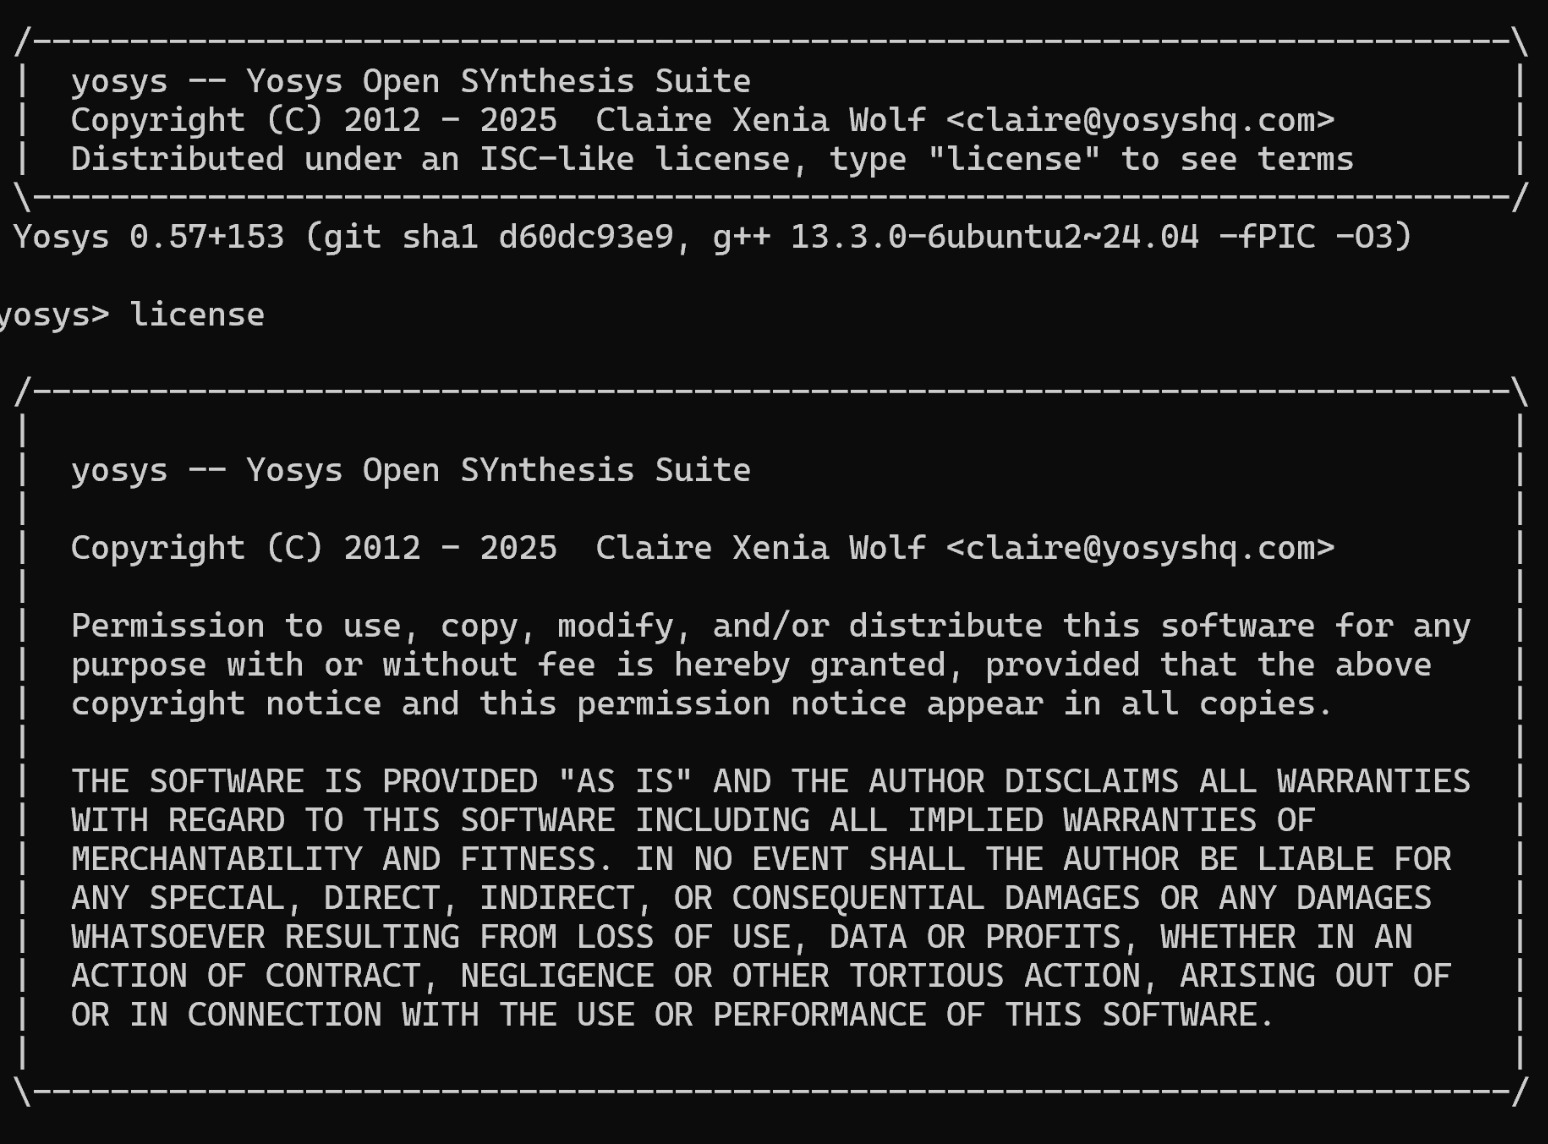 /----------------------------------------------------------------------------\
|  yosys -- Yosys Open SYnthesis Suite                                       |
|  Copyright (C) 2012 - 2025  Claire Xenia Wolf <claire@yosyshq.com>         |
|  Distributed under an ISC-like license, type "license" to see terms        |
\----------------------------------------------------------------------------/
Yosys 0.57+153 (git sha1 d60dc93e9, g++ 13.3.0-6ubuntu2~24.04 -fPIC -O3)
yosys> license
/----------------------------------------------------------------------------\
|                                                                            |
|  yosys -- Yosys Open SYnthesis Suite                                       |
|                                                                            |
|  Copyright (C) 2012 - 2025  Claire Xenia Wolf <claire@yosyshq.com>         |
|                                                                            |
|  Permission to use, copy, modify, and/or distribute this software for any  |
|  purpose with or without fee is hereby granted, provided that the above    |
|  copyright notice and this permission notice appear in all copies.         |
|                                                                            |
|  THE SOFTWARE IS PROVIDED "AS IS" AND THE AUTHOR DISCLAIMS ALL WARRANTIES  |
|  WITH REGARD TO THIS SOFTWARE INCLUDING ALL IMPLIED WARRANTIES OF          |
|  MERCHANTABILITY AND FITNESS. IN NO EVENT SHALL THE AUTHOR BE LIABLE FOR   |
|  ANY SPECIAL, DIRECT, INDIRECT, OR CONSEQUENTIAL DAMAGES OR ANY DAMAGES    |
|  WHATSOEVER RESULTING FROM LOSS OF USE, DATA OR PROFITS, WHETHER IN AN     |
|  ACTION OF CONTRACT, NEGLIGENCE OR OTHER TORTIOUS ACTION, ARISING OUT OF   |
|  OR IN CONNECTION WITH THE USE OR PERFORMANCE OF THIS SOFTWARE.            |
|                                                                            |
\----------------------------------------------------------------------------/